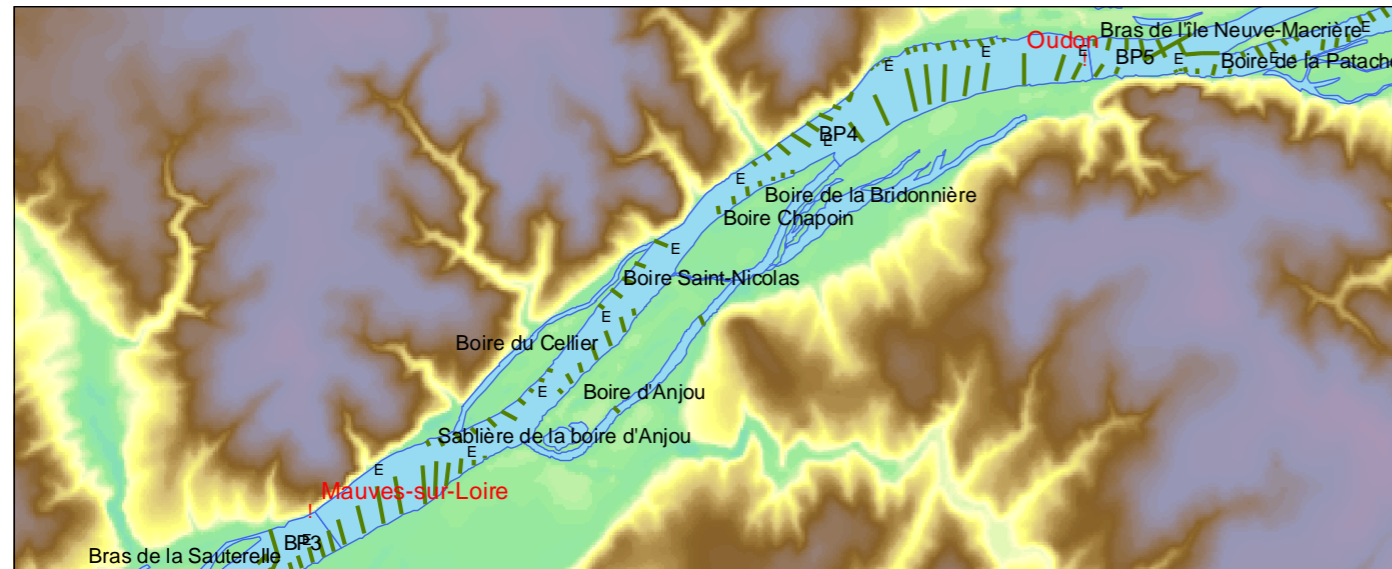 Bras de l'île Neuve-Macrière
E
Oudon
!
E
E
BP5
E
E
Boire de la Patache
E
BP4
E
E
Boire de la Bridonnière
Boire Chapoin
E
Boire Saint-Nicolas
E
Boire du Cellier
E
Boire d'Anjou
Sablière de la boire d'Anjou
E
E
Mauves-sur-Loire
!
BP3
E
Bras de la Sauterelle